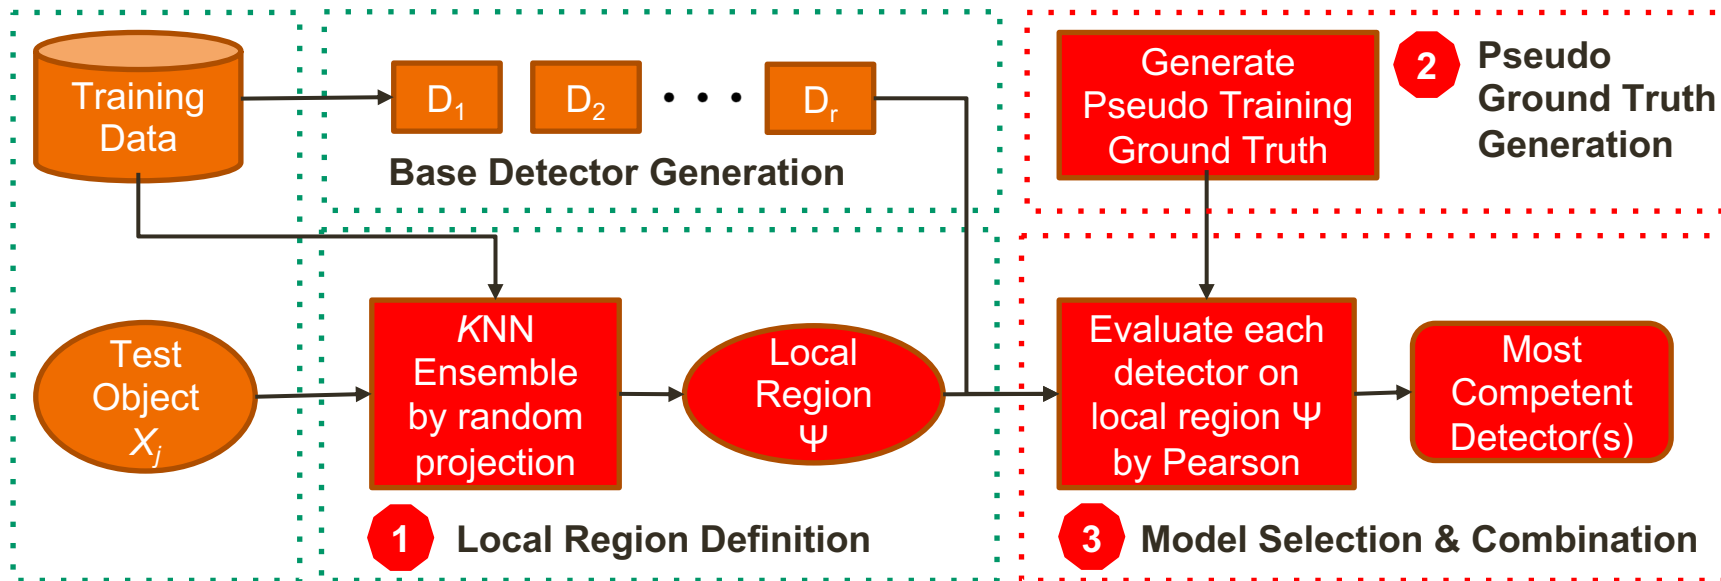 Training
Data
D1
D2
• • •
Dr
Base Detector Generation
Generate
Pseudo Training
Ground Truth
2
Pseudo
Ground Truth
Generation
Test
Object
Xj
KNN
Ensemble
by random
projection
Local
Region
Ψ
1
Local Region Definition
Evaluate each
detector on
local region Ψ
by Pearson
Most
Competent
Detector(s)
3
Model Selection & Combination